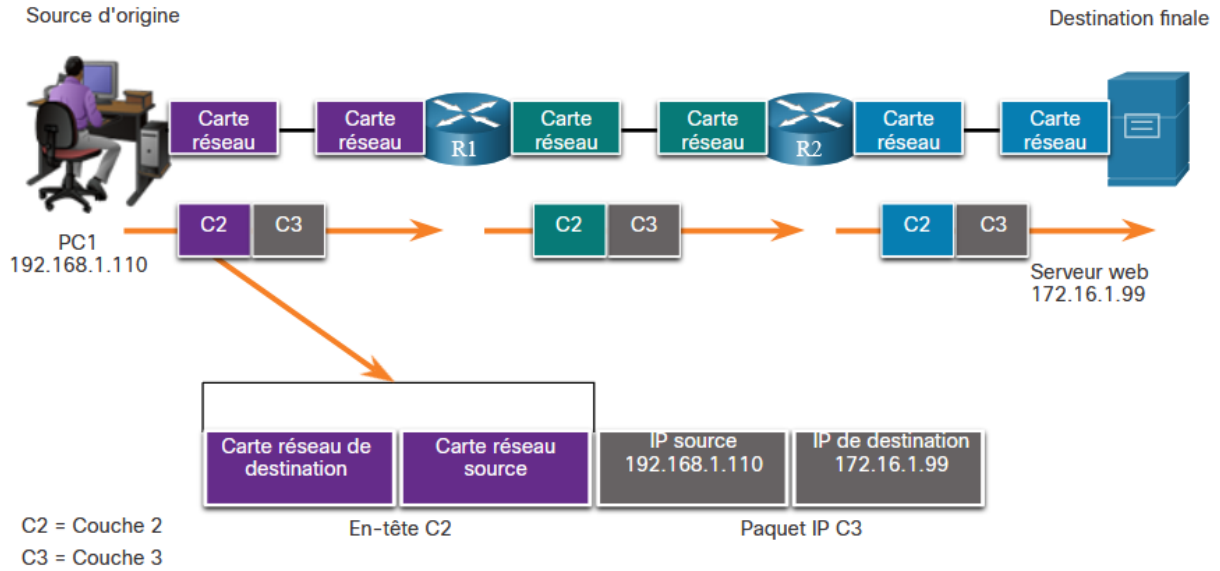 Source d'origine
Destination finale
Carte réseau
Carte réseau
R1
Carte réseau
Carte réseau
R2
Carte réseau
Carte réseau
C2 C3
C2 C3
C2 C3
PC1
192.168.1.110
Serveur web
172.16.1.99
Carte réseau de
destination
Carte réseau
source
IP source
192.168.1.110
IP de destination
172.16.1.99
C2 = Couche 2
En-tête C2
Paquet IP C3
C3 = Couche 3